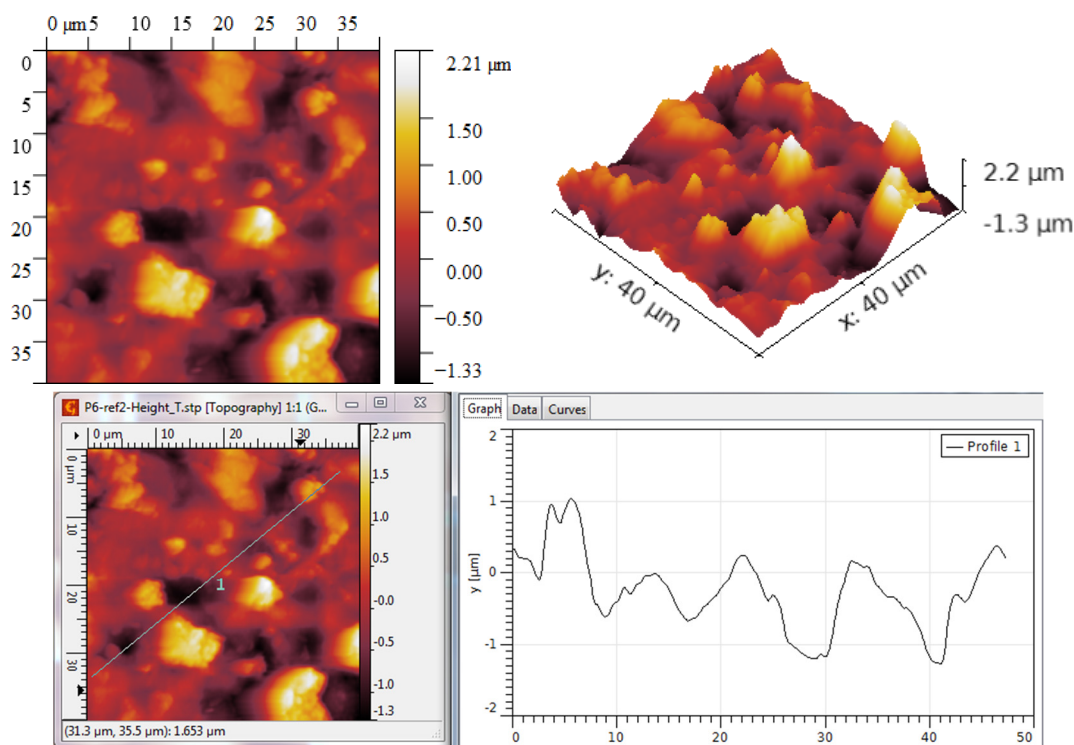 0 μm 5 10 15 20 25 30 35
0
5
10
15
20
25
30
35
2.21 μm
1.50
1.00
0.50
0.00
−0.50
−1.33
2.2 μm
-1.3 μm
y: 40 μm
x: 40 μm
P6-ref2-Height_T.stp [Topography] 1:1 (G...
0 μm 10 20 30
0 μm
10
20
30
1
2.2 μm
1.5
1.0
0.5
-0.0
-0.5
-1.0
-1.3
(31.3 μm, 35.5 μm): 1.653 μm
Graph Data Curves
Profile 1
y [μm]
2
1
0
-1
-2
0 10 20 30 40 50